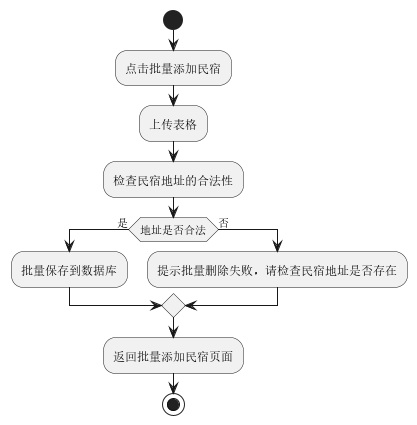 点击批量添加民宿
上传表格
检查民宿地址的合法性
是
地址是否合法
否
批量保存到数据库
提示批量删除失败，请检查民宿地址是否存在
返回批量添加民宿页面